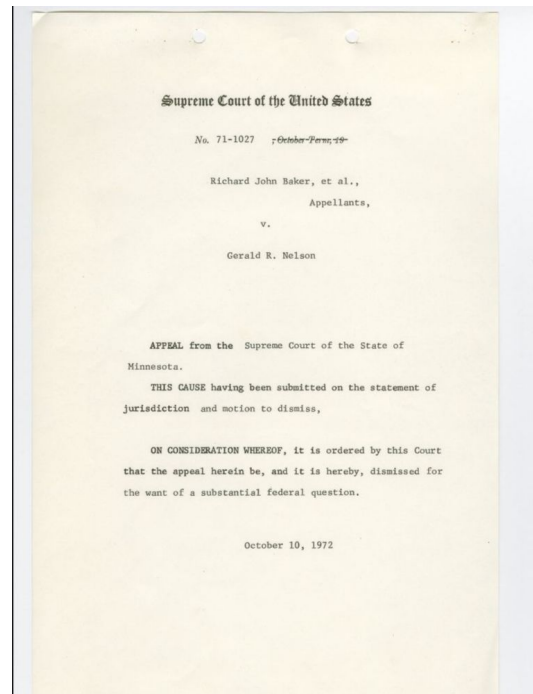 Supreme Court of the United States
No. 71-1027 , October Term, 19
Richard John Baker, et al.,
Appellants,
v.
Gerald R. Nelson
APPEAL from the Supreme Court of the State of
Minnesota.
THIS CAUSE having been submitted on the statement of
jurisdiction and motion to dismiss,
ON CONSIDERATION WHEREOF, it is ordered by this Court
that the appeal herein be, and it is hereby, dismissed for
the want of a substantial federal question.
October 10, 1972